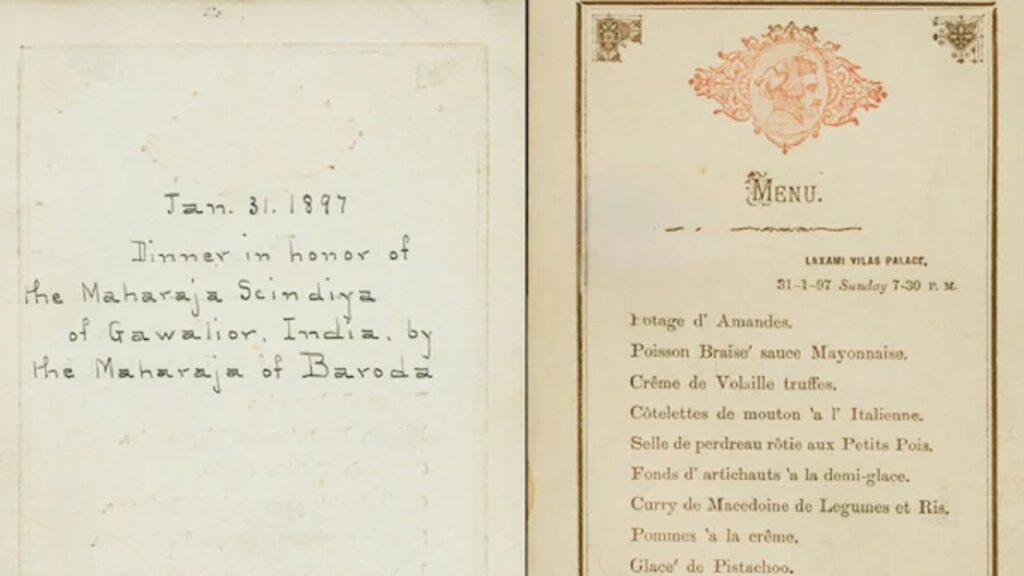 Jan. 31. 1897
Dinner in honor of
the Maharaja Scindiya
of Gawalior. India. by
the Maharaja of Baroda
MENU.
LAXAMI VILAS PALACE,
31-1-97 Sunday 7-30 P. M.
Potage d' Amandes.
Poisson Braise' sauce Mayonnaise.
Crême de Volaille truffes.
Côtelettes de mouton 'a l' Italienne.
Selle de perdreau rôtie aux Petits Pois.
Fonds d' artichauts 'a la demi-glace.
Curry de Macedoine de Legumes et Ris.
Pommes 'a la crême.
Glace' de Pistachoo.